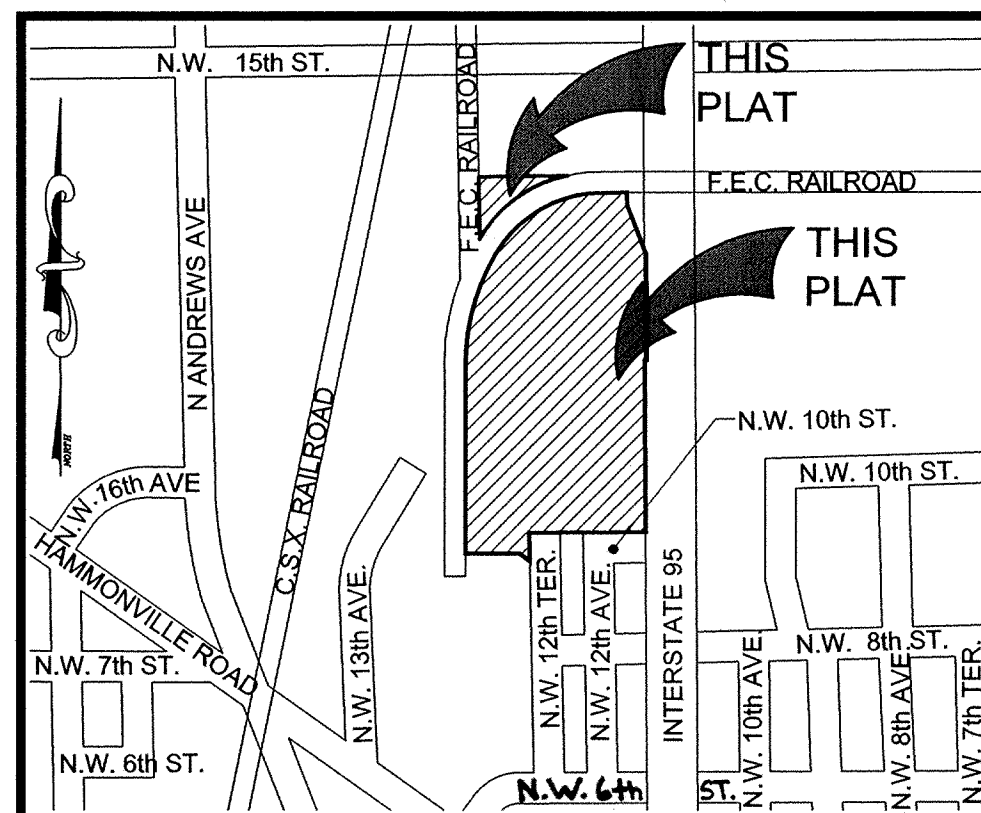 N.W. 15th ST.
THIS
PLAT
F.E.C. RAILROAD
F.E.C. RAILROAD
N ANDREWS AVE
THIS
PLAT
C.S.X. RAILROAD
N.W. 10th ST.
N.W. 16th AVE
N.W. 10th ST.
HAMMONVILLE ROAD
N.W. 13th AVE.
N.W. 12th TER.
N.W. 12th AVE.
INTERSTATE 95
N.W. 8th ST.
N.W. 7th ST.
N.W. 10th AVE.
N.W. 8th AVE.
N.W. 7th TER.
N.W. 6th ST.
N.W. 6th ST.